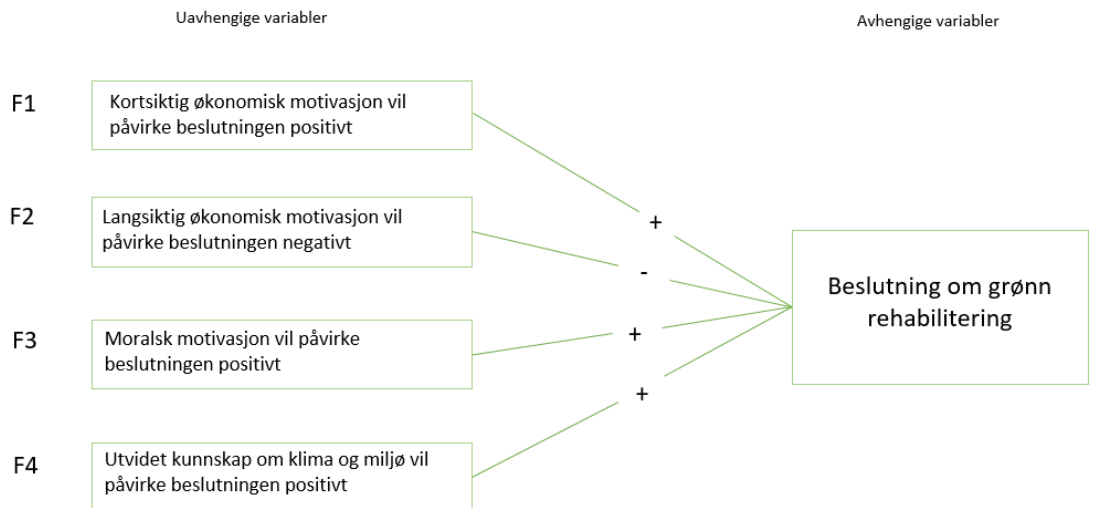 Uavhengige variabler
Avhengige variabler
F1
Kortsiktig økonomisk motivasjon vil
påvirke beslutningen positivt
+
F2
Langsiktig økonomisk motivasjon vil
påvirke beslutningen negativt
-
Beslutning om grønn
rehabilitering
F3
Moralsk motivasjon vil påvirke
beslutningen positivt
+
+
F4
Utvidet kunnskap om klima og miljø vil
påvirke beslutningen positivt